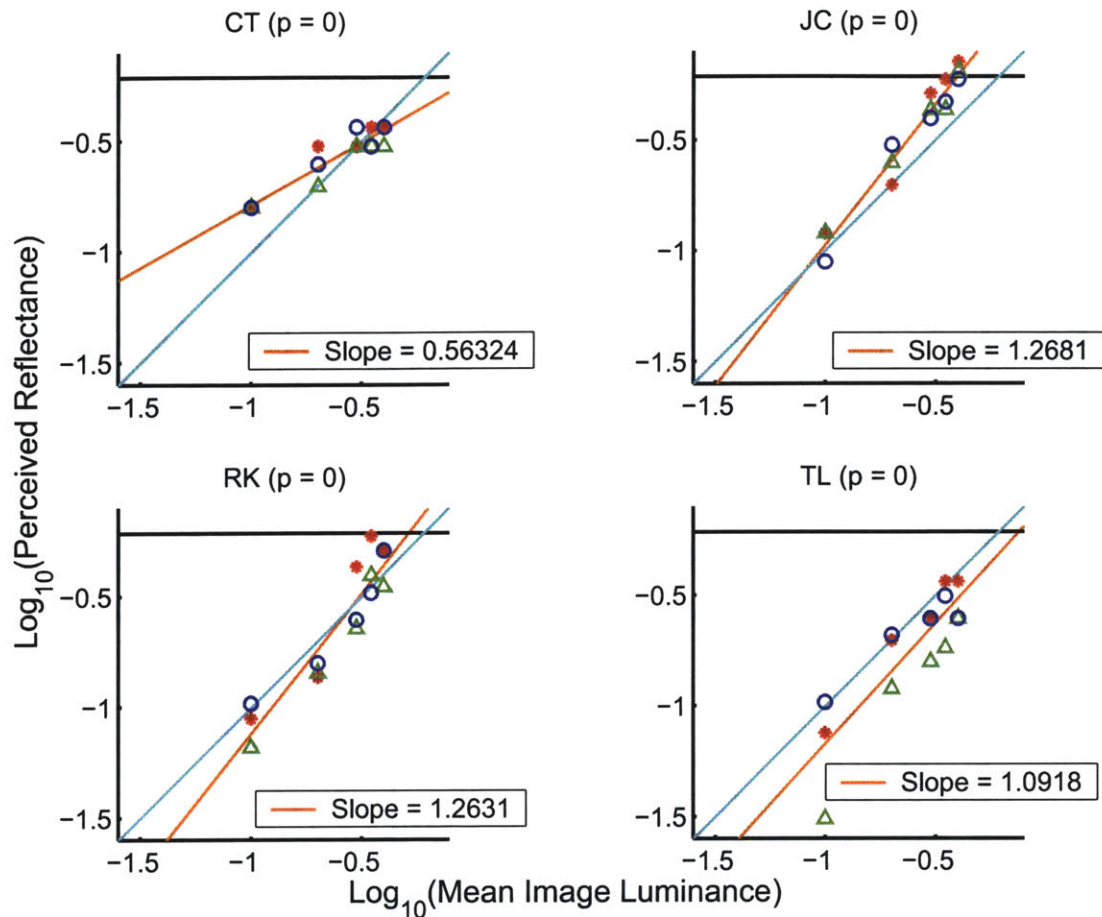 CT (p = 0)
−0.5
−1
−1.5
Slope = 0.56324
−1.5 −1 −0.5
JC (p = 0)
−0.5
−1
−1.5
Slope = 1.2681
−1.5 −1 −0.5
Log10(Perceived Reflectance)
RK (p = 0)
−0.5
−1
−1.5
Slope = 1.2631
−1.5 −1 −0.5
TL (p = 0)
−0.5
−1
−1.5
Slope = 1.0918
−1.5 −1 −0.5
Log10(Mean Image Luminance)